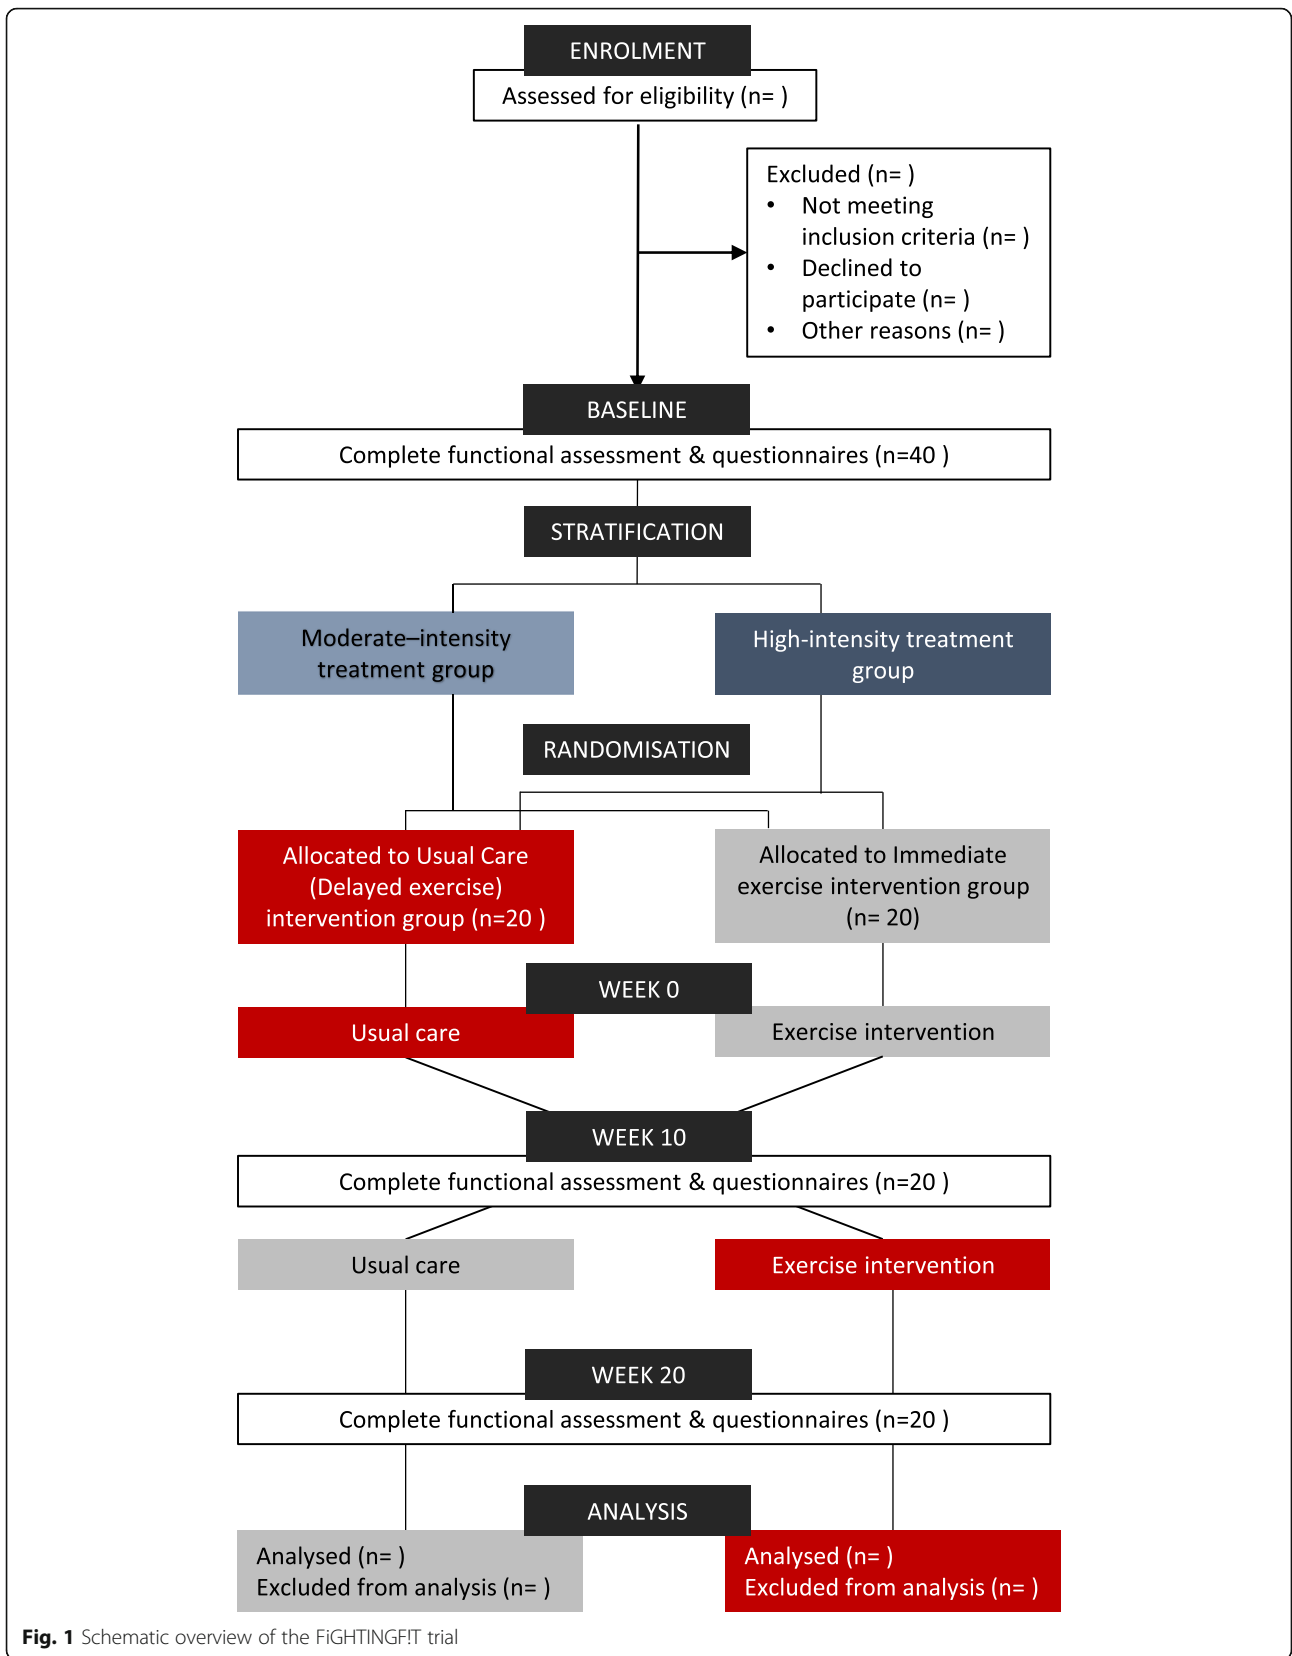 ENROLMENT
Assessed for eligibility (n= )
Excluded (n= )
• Not meeting
inclusion criteria (n= )
• Declined to
participate (n= )
• Other reasons (n= )
BASELINE
Complete functional assessment & questionnaires (n=40 )
STRATIFICATION
Moderate–intensity
treatment group
High-intensity treatment
group
RANDOMISATION
Allocated to Usual Care
(Delayed exercise)
intervention group (n=20 )
Allocated to Immediate
exercise intervention group
(n= 20)
WEEK 0
Usual care
Exercise intervention
WEEK 10
Complete functional assessment & questionnaires (n=20 )
Usual care
Exercise intervention
WEEK 20
Complete functional assessment & questionnaires (n=20 )
ANALYSIS
Analysed (n= )
Excluded from analysis (n= )
Analysed (n= )
Excluded from analysis (n= )
Fig. 1 Schematic overview of the FiGHTINGF!T trial